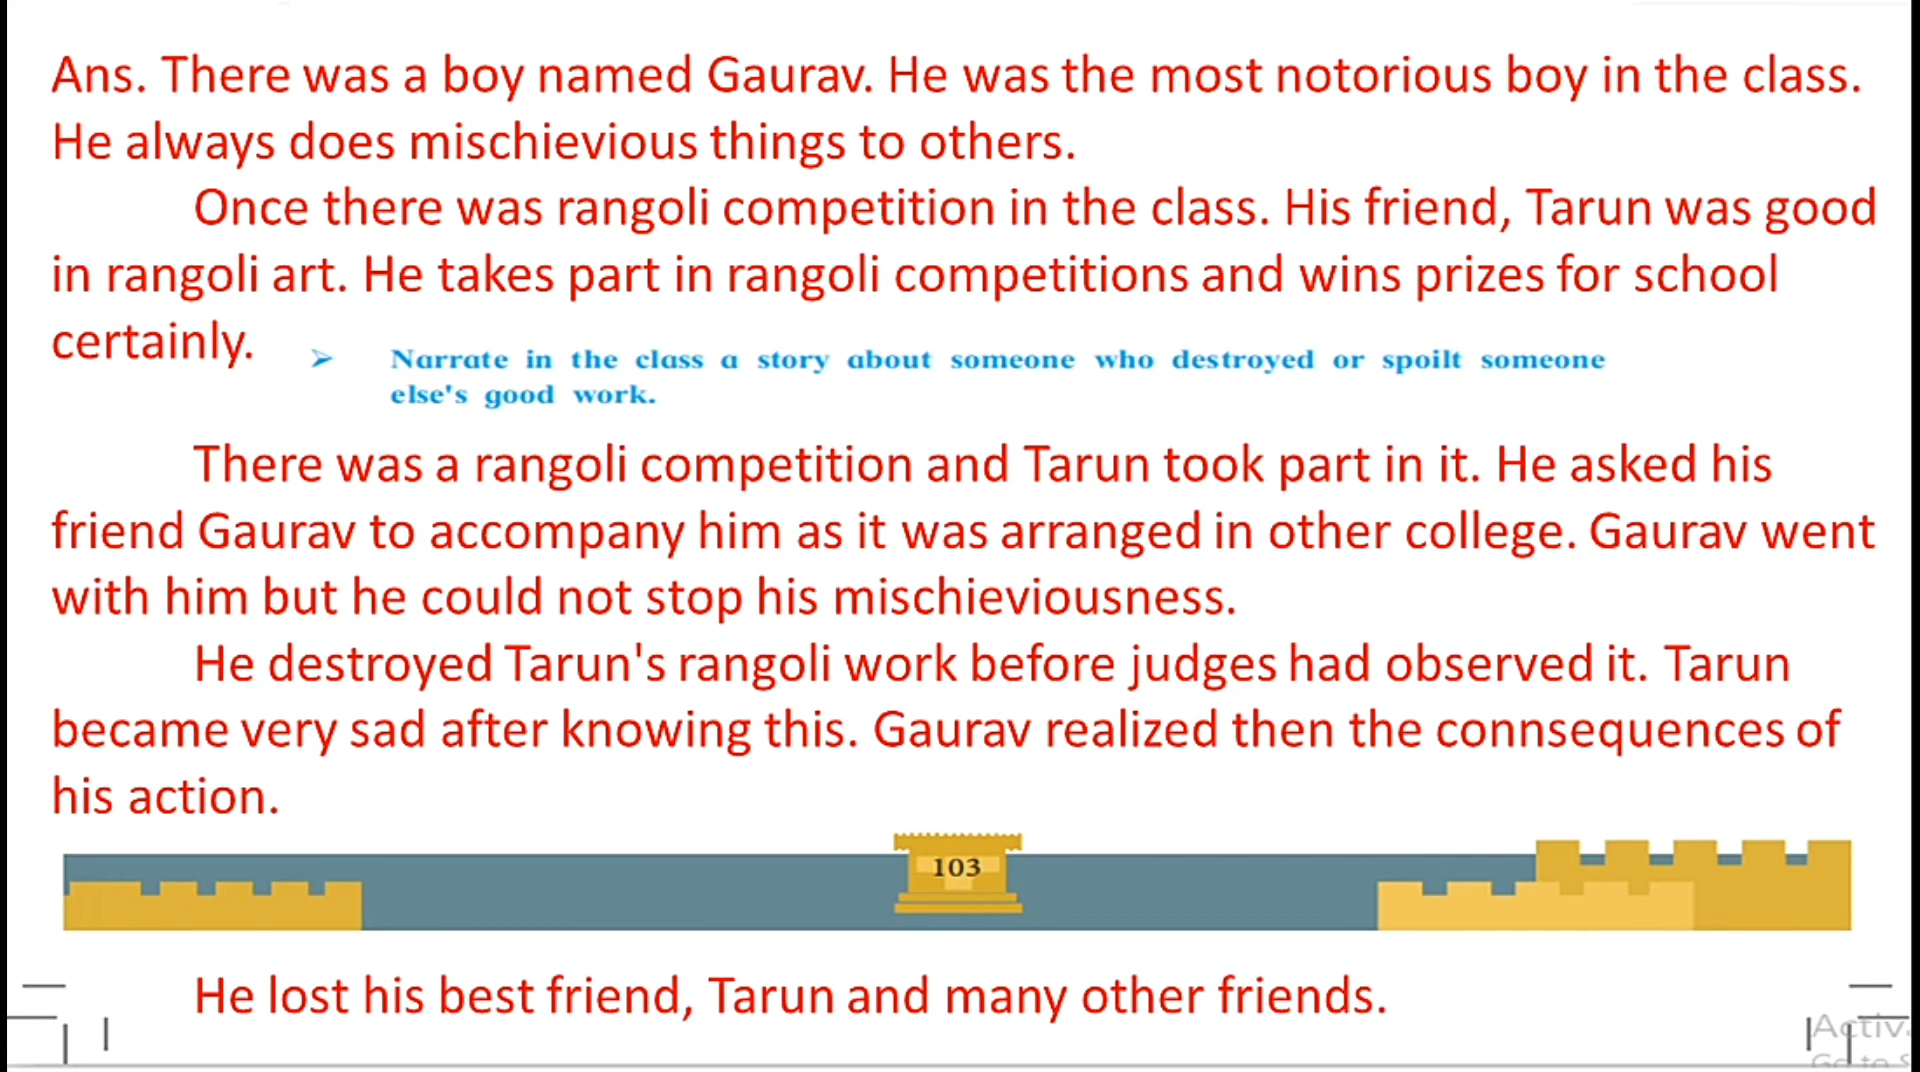 Ans. There was a boy named Gaurav. He was the most notorious boy in the class.
He always does mischievious things to others.
Once there was rangoli competition in the class. His friend, Tarun was good
in rangoli art. He takes part in rangoli competitions and wins prizes for school
certainly.
➢ Narrate in the class a story about someone who destroyed or spoilt someone
else's good work.
There was a rangoli competition and Tarun took part in it. He asked his
friend Gaurav to accompany him as it was arranged in other college. Gaurav went
with him but he could not stop his mischieviousness.
He destroyed Tarun's rangoli work before judges had observed it. Tarun
became very sad after knowing this. Gaurav realized then the connsequences of
his action.
103
He lost his best friend, Tarun and many other friends.